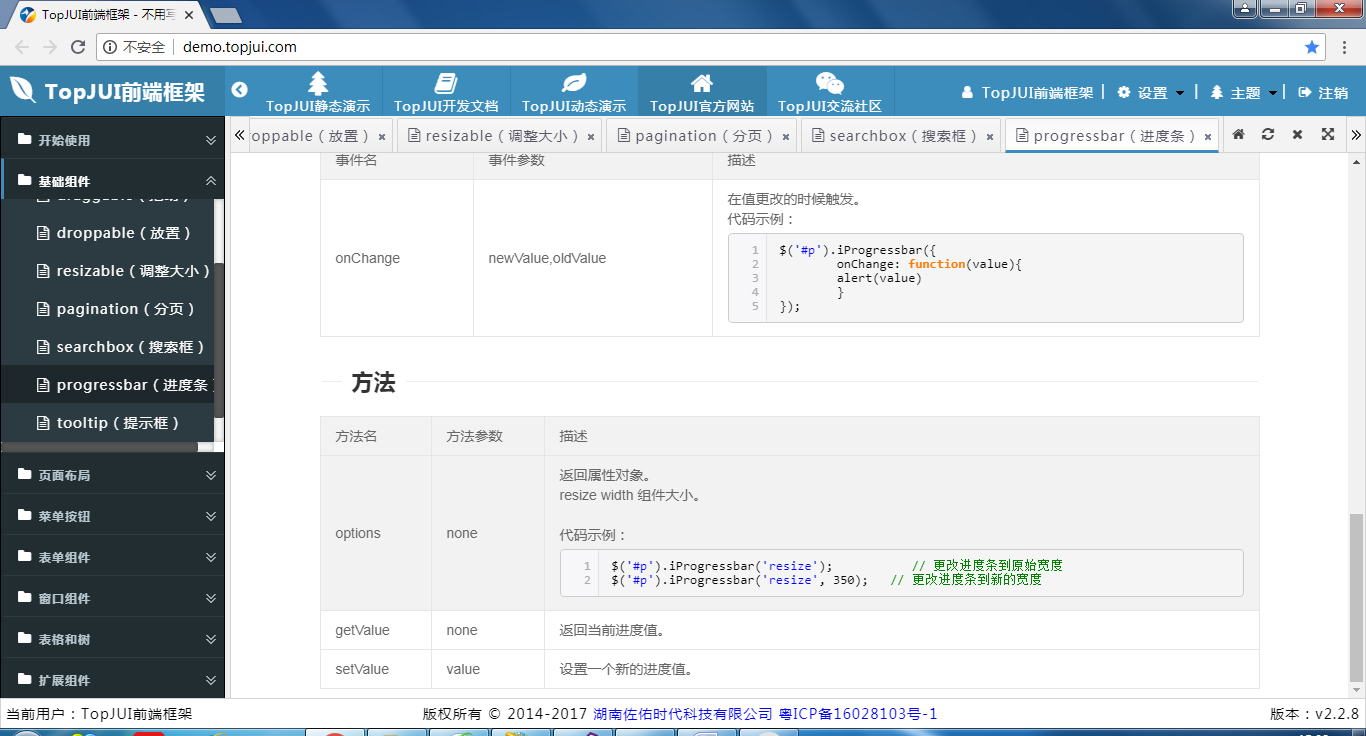 TopJUI前端框架 - 不用写
不安全 demo.topjui.com
TopJUI前端框架
TopJUI静态演示 TopJUI开发文档 TopJUI动态演示 TopJUI官方网站 TopJUI交流社区
TopJUI前端框架 设置 主题 注销
oppable（放置） resizable（调整大小） pagination（分页） searchbox（搜索框） progressbar（进度条）
开始使用
基础组件
droppable（放置）
resizable（调整大小）
pagination（分页）
searchbox（搜索框）
progressbar（进度条）
tooltip（提示框）
页面布局
菜单按钮
表单组件
窗口组件
表格和树
扩展组件
事件名 事件参数 描述
onChange newValue,oldValue
在值更改的时候触发。
代码示例：
1 $('#p').iProgressbar({
2 onChange: function(value){
3 alert(value)
4 }
5 });
方法
方法名 方法参数 描述
options none
返回属性对象。
resize width 组件大小。
代码示例：
1 $('#p').iProgressbar('resize'); // 更改进度条到原始宽度
2 $('#p').iProgressbar('resize', 350); // 更改进度条到新的宽度
getValue none 返回当前进度值。
setValue value 设置一个新的进度值。
当前用户：TopJUI前端框架
版权所有 © 2014-2017 湖南佐佑时代科技有限公司 粤ICP备16028103号-1
版本：v2.2.8